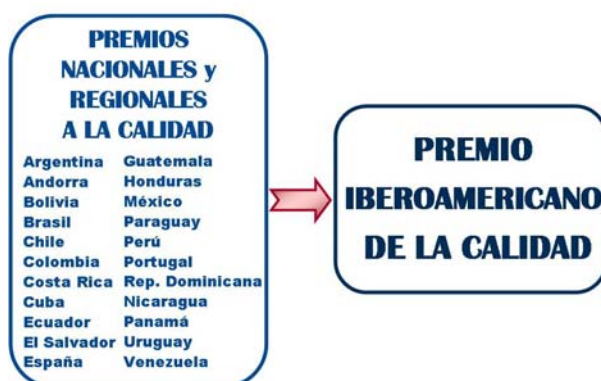 PREMIOS
NACIONALES y
REGIONALES
A LA CALIDAD
Argentina Guatemala
Andorra Honduras
Bolivia México
Brasil Paraguay
Chile Perú
Colombia Portugal
Costa Rica Rep. Dominicana
Cuba Nicaragua
Ecuador Panamá
El Salvador Uruguay
España Venezuela
PREMIO
IBEROAMERICANO
DE LA CALIDAD